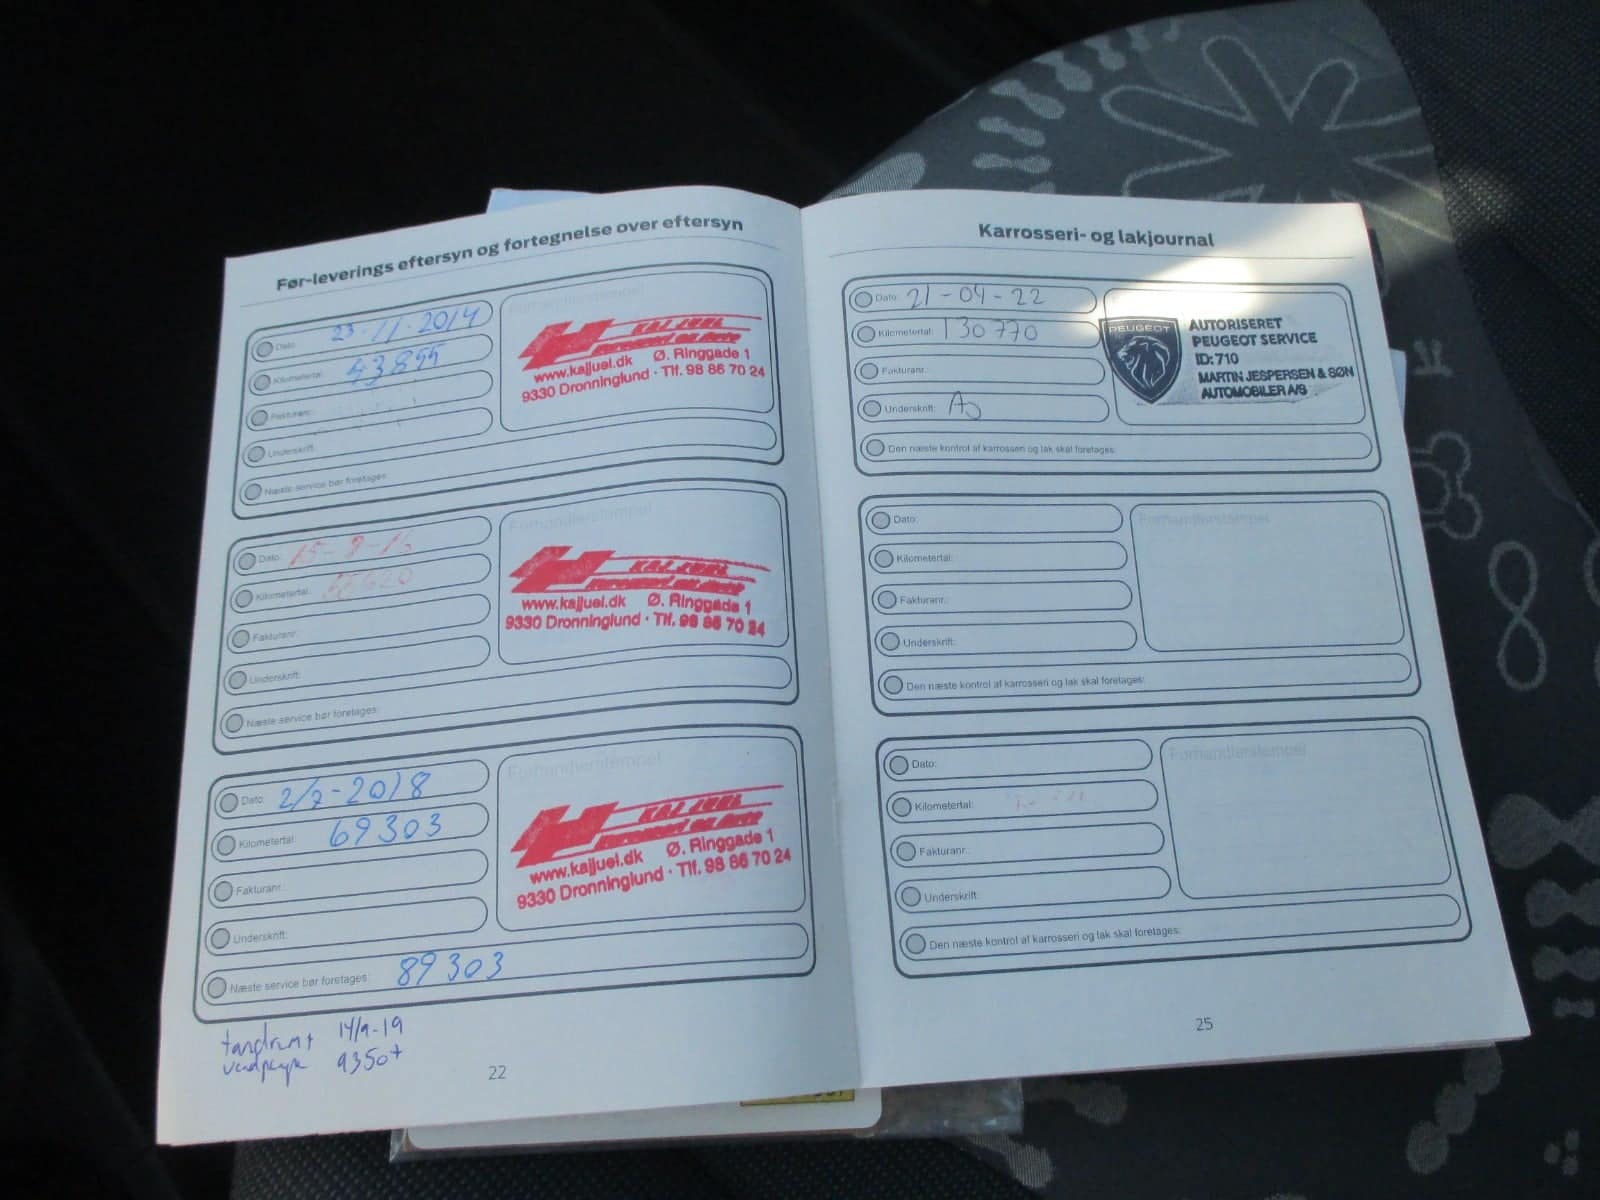 Før-leverings eftersyn og fortegnelse over eftersyn
Dato: 23-11-2014
Kilometertal: 43855
Fakturanr.:
Underskrift:
Næste service bør foretages:
Forhandlerstempel
KAJ JUEL
www.kajjuel.dk Ø. Ringgade 1
9330 Dronninglund · Tlf. 98 86 70 24
Dato: 15-8-16
Kilometertal:
Fakturanr.:
Underskrift:
Næste service bør foretages:
Forhandlerstempel
KAJ JUEL
www.kajjuel.dk Ø. Ringgade 1
9330 Dronninglund · Tlf. 98 86 70 24
Dato: 2/7-2018
Kilometertal: 69303
Fakturanr.:
Underskrift:
Næste service bør foretages: 89303
Forhandlerstempel
KAJ JUEL
www.kajjuel.dk Ø. Ringgade 1
9330 Dronninglund · Tlf. 98 86 70 24
tandrem + 14/9-19
vandpumpe
22
Karrosseri- og lakjournal
Dato: 21-04-22
Kilometertal: 130770
Fakturanr.:
Underskrift:
Den næste kontrol af karrosseri og lak skal foretages:
PEUGEOT
AUTORISERET
PEUGEOT SERVICE
ID: 710
MARTIN JESPERSEN & SØN
AUTOMOBILER A/S
Dato:
Kilometertal:
Fakturanr.:
Underskrift:
Den næste kontrol af karrosseri og lak skal foretages:
Forhandlerstempel
Dato:
Kilometertal:
Fakturanr.:
Underskrift:
Den næste kontrol af karrosseri og lak skal foretages:
Forhandlerstempel
25